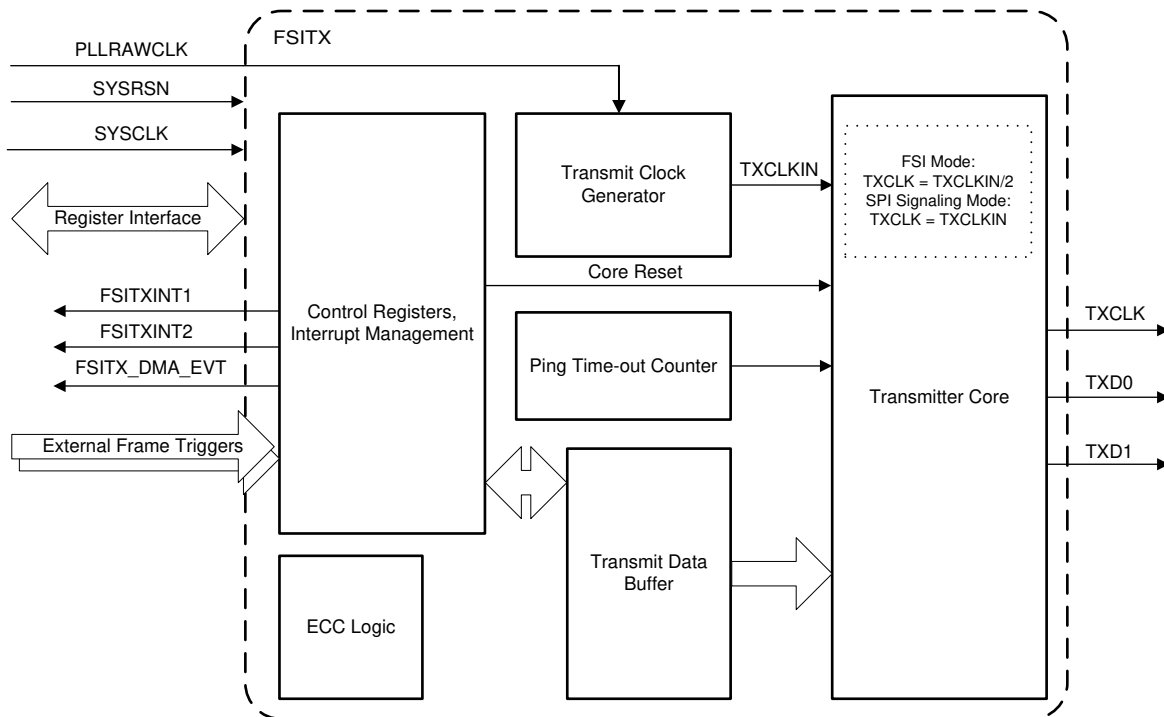 FSITX
PLLRAWCLK
SYSRSN
SYSCLK
Register Interface
FSITXINT1
FSITXINT2
FSITX_DMA_EVT
External Frame Triggers
Control Registers,
Interrupt Management
ECC Logic
Transmit Clock
Generator
TXCLKIN
Core Reset
Ping Time-out Counter
Transmit Data
Buffer
FSI Mode:
TXCLK = TXCLKIN/2
SPI Signaling Mode:
TXCLK = TXCLKIN
Transmitter Core
TXCLK
TXD0
TXD1